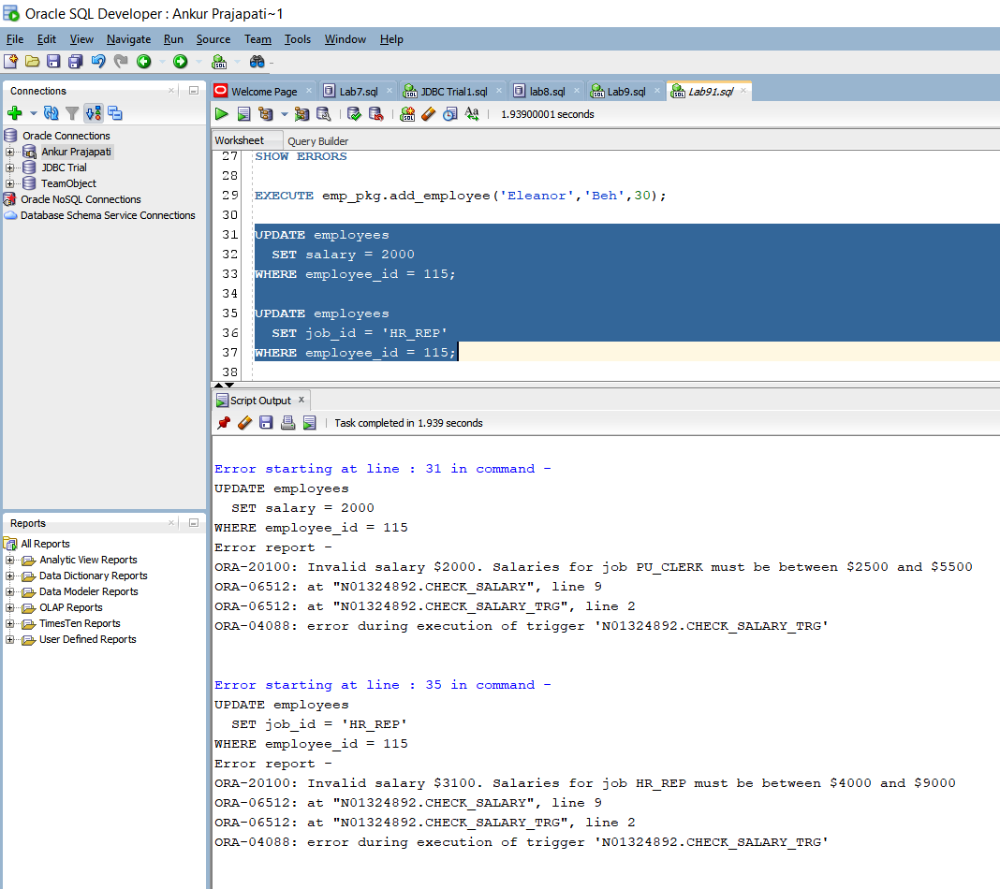 Oracle SQL Developer : Ankur Prajapati~1
File Edit View Navigate Run Source Team Tools Window Help
Connections
Oracle Connections
Ankur Prajapati
JDBC Trial
TeamObject
Oracle NoSQL Connections
Database Schema Service Connections
Reports
All Reports
Analytic View Reports
Data Dictionary Reports
Data Modeler Reports
OLAP Reports
TimesTen Reports
User Defined Reports
Welcome Page Lab7.sql JDBC Trial1.sql lab8.sql Lab9.sql Lab91.sql
1.93900001 seconds
Worksheet Query Builder
27 SHOW ERRORS
28
29 EXECUTE emp_pkg.add_employee('Eleanor','Beh',30);
30
31 UPDATE employees
32 SET salary = 2000
33 WHERE employee_id = 115;
34
35 UPDATE employees
36 SET job_id = 'HR_REP'
37 WHERE employee_id = 115;
38
Script Output x
Task completed in 1.939 seconds
Error starting at line : 31 in command -
UPDATE employees
SET salary = 2000
WHERE employee_id = 115
Error report -
ORA-20100: Invalid salary $2000. Salaries for job PU_CLERK must be between $2500 and $5500
ORA-06512: at "N01324892.CHECK_SALARY", line 9
ORA-06512: at "N01324892.CHECK_SALARY_TRG", line 2
ORA-04088: error during execution of trigger 'N01324892.CHECK_SALARY_TRG'
Error starting at line : 35 in command -
UPDATE employees
SET job_id = 'HR_REP'
WHERE employee_id = 115
Error report -
ORA-20100: Invalid salary $3100. Salaries for job HR_REP must be between $4000 and $9000
ORA-06512: at "N01324892.CHECK_SALARY", line 9
ORA-06512: at "N01324892.CHECK_SALARY_TRG", line 2
ORA-04088: error during execution of trigger 'N01324892.CHECK_SALARY_TRG'